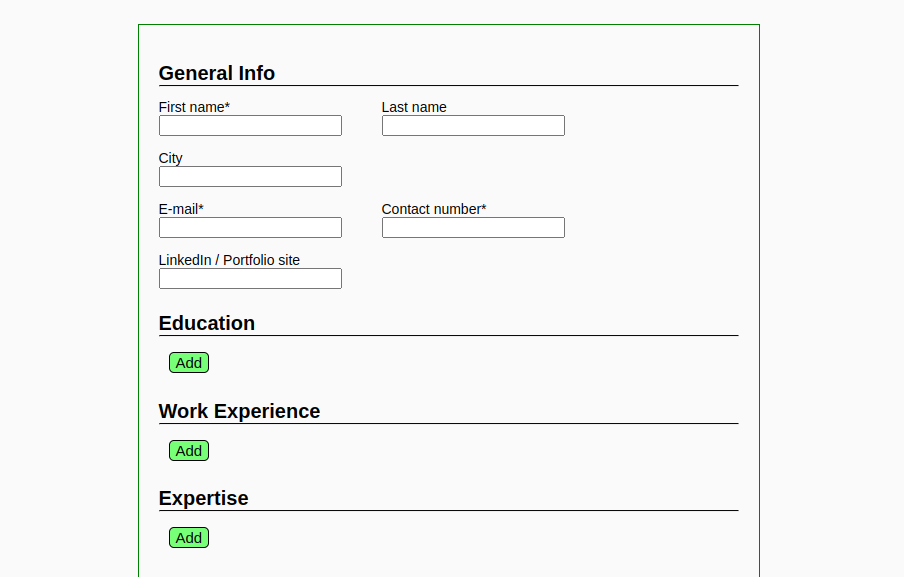 General Info
First name* Last name
City
E-mail* Contact number*
LinkedIn / Portfolio site
Education
Add
Work Experience
Add
Expertise
Add